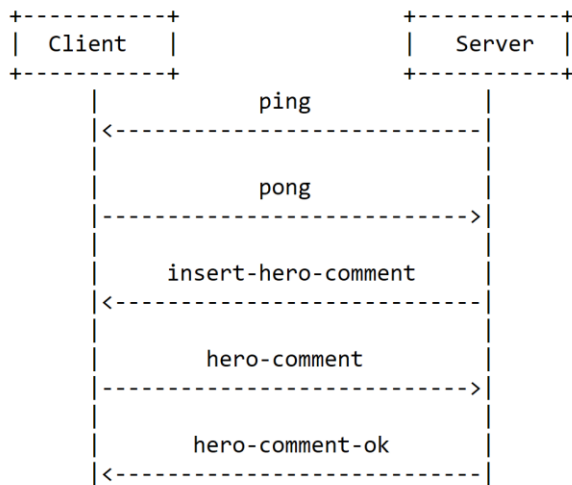 Client Server
ping
pong
insert-hero-comment
hero-comment
hero-comment-ok